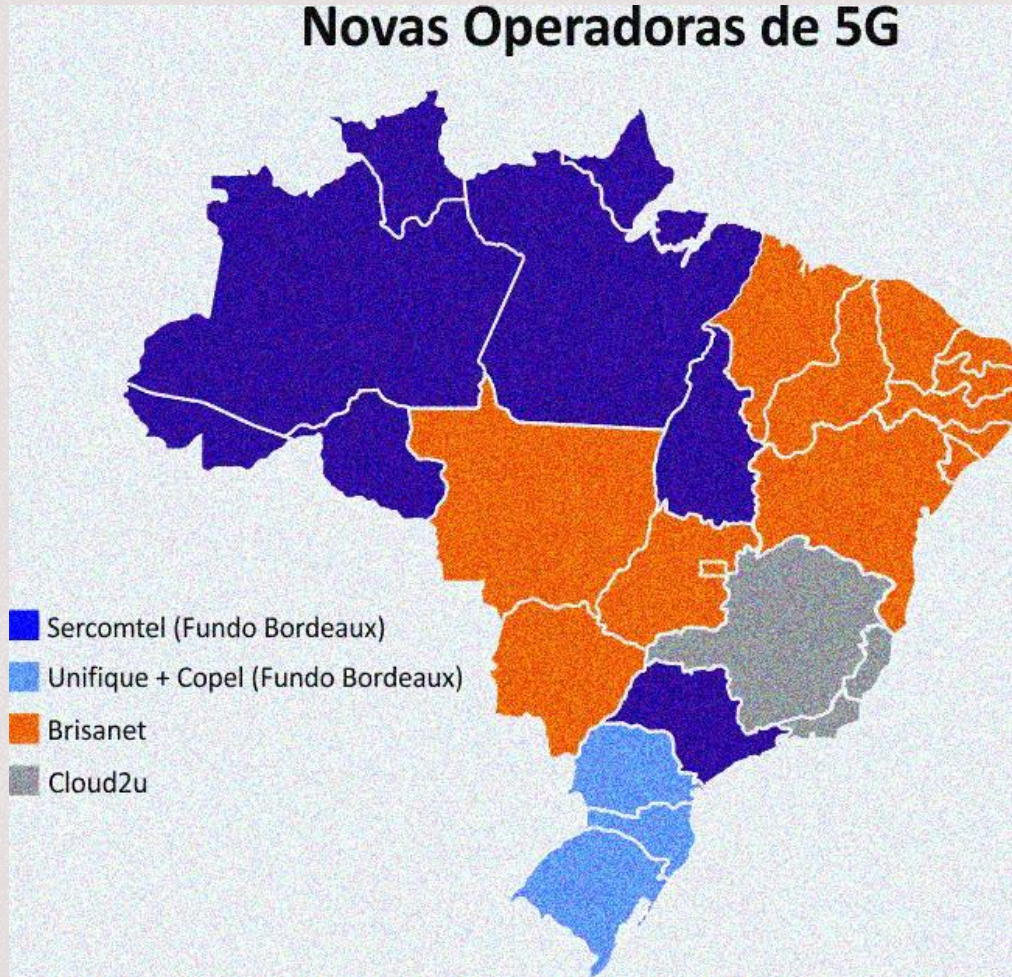 Novas Operadoras de 5G
Sercomtel (Fundo Bordeaux)
Unifique + Copel (Fundo Bordeaux)
Brisanet
Cloud2u